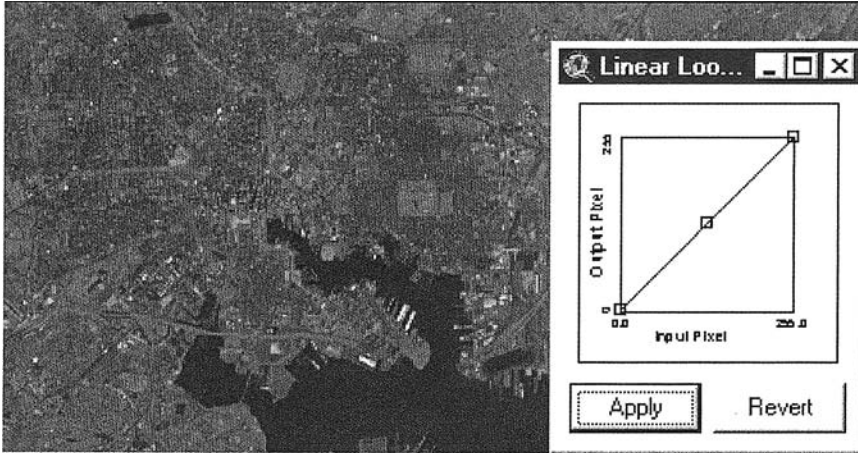 Linear Loo...
255
Output Pixel
0
0.0
255.0
Input Pixel
Apply
Revert